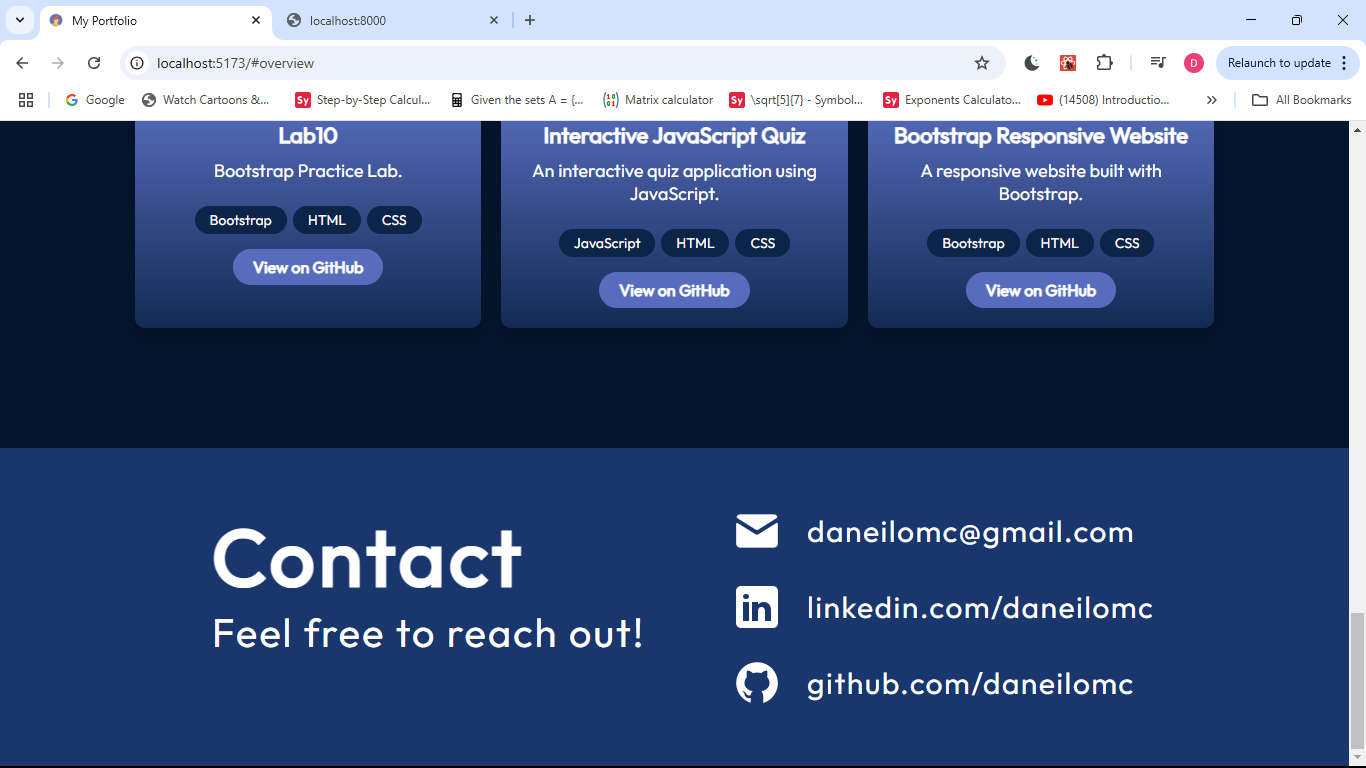 My Portfolio
localhost:8000
localhost:5173/#overview
D
Relaunch to update
Google
Watch Cartoons &...
Sy Step-by-Step Calcul...
Given the sets A = {...
Matrix calculator
Sy \sqrt[5]{7} - Symbol...
Sy Exponents Calculato...
(14508) Introductio...
All Bookmarks
Lab10
Bootstrap Practice Lab.
Bootstrap HTML CSS
View on GitHub
Interactive JavaScript Quiz
An interactive quiz application using
JavaScript.
JavaScript HTML CSS
View on GitHub
Bootstrap Responsive Website
A responsive website built with
Bootstrap.
Bootstrap HTML CSS
View on GitHub
Contact
Feel free to reach out!
daneilomc@gmail.com
in linkedin.com/daneilomc
github.com/daneilomc